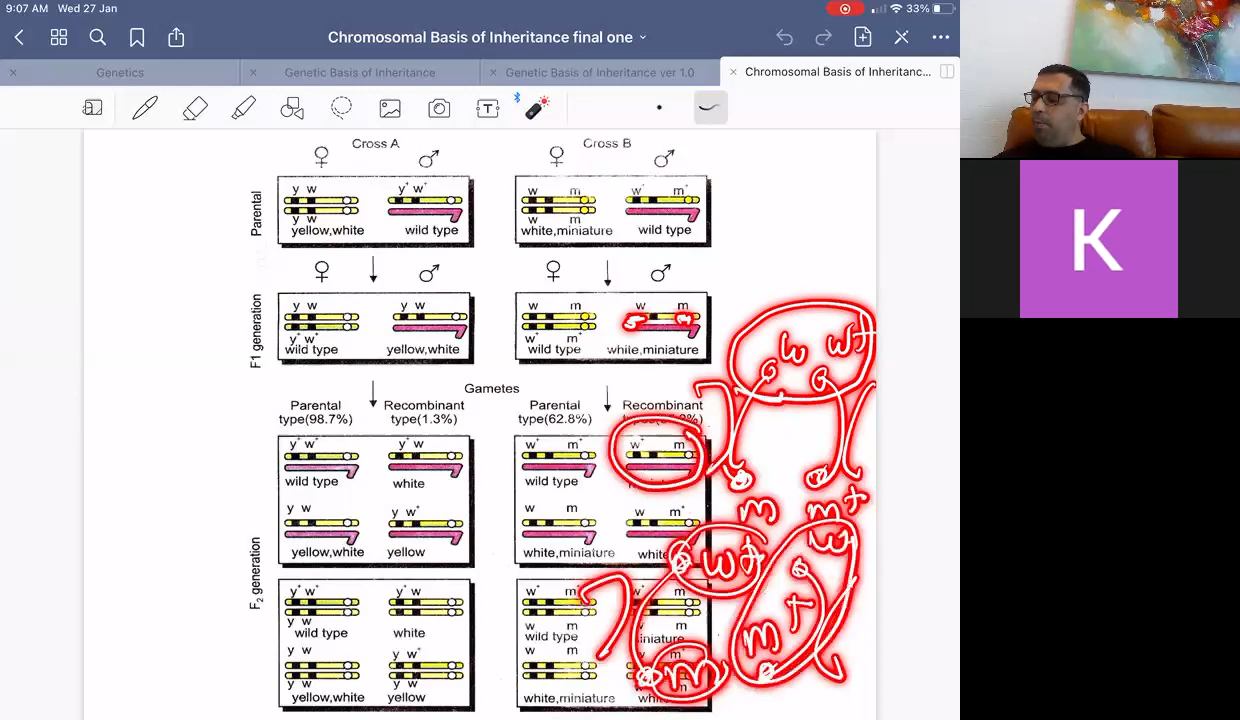 9:07 AM Wed 27 Jan
33%
Chromosomal Basis of Inheritance final one
Genetics
Genetic Basis of Inheritance
Genetic Basis of Inheritance ver 1.0
Chromosomal Basis of Inheritanc...
Cross A Cross B
♀ ♂ ♀ ♂
Parental
y w y+ w+ w m w+ m+
y w w m
yellow,white wild type white,miniature wild type
♀ ♂ ♀ ♂
F1 generation
y w y w w m w m
y+ w+ w+ m+
wild type yellow,white wild type white,miniature
w w+
Gametes
Parental Recombinant Parental Recombinant
type(98.7%) type(1.3%) type(62.8%)
y+ w+ y+ w w+ m+ w+ m
wild type white wild type
m m+
y w y w+ w m w m+
yellow,white yellow white,miniature
w+
F2 generation
y+ w+ y+ w w+ m+ m
y w w m
wild type white wild type
m+
y w y w+ w m m+
m
y w y w m
yellow,white yellow white,miniature
K